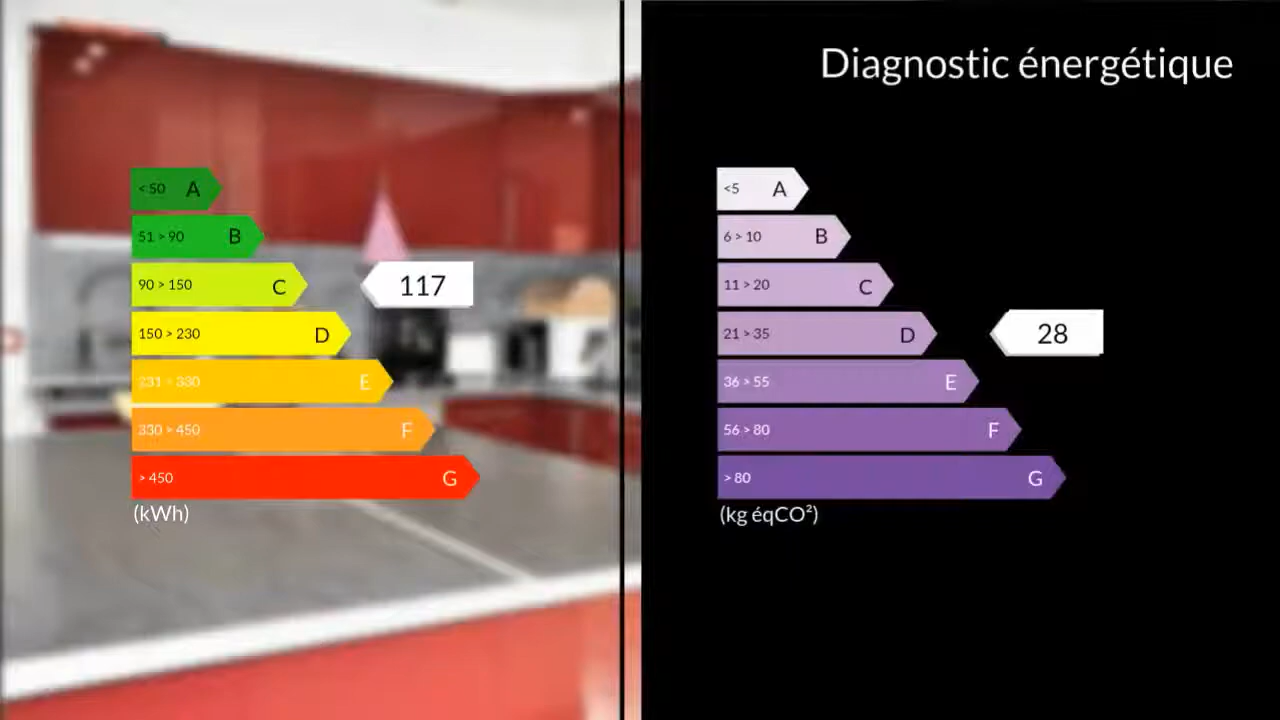 Diagnostic énergétique
< 50 A
51 > 90 B
90 > 150 C
117
150 > 230 D
231 > 330 E
330 > 450 F
> 450 G
(kWh)
<5 A
6 > 10 B
11 > 20 C
21 > 35 D
28
36 > 55 E
56 > 80 F
> 80 G
(kg éqCO²)